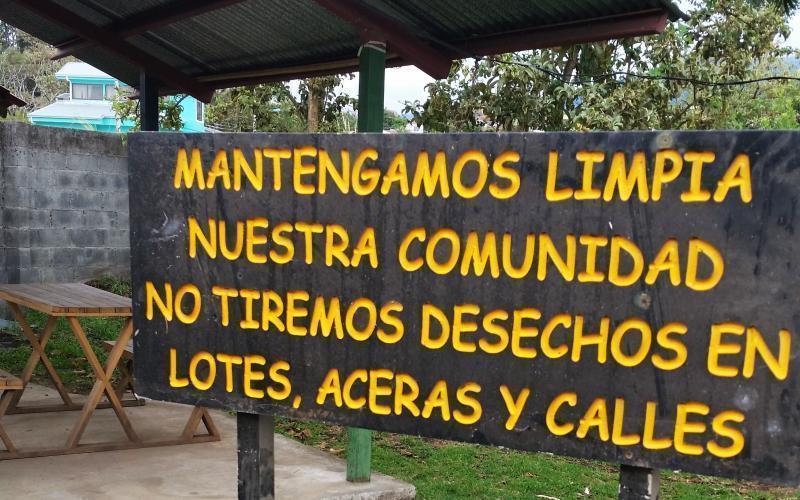 MANTENGAMOS LIMPIA
NUESTRA COMUNIDAD
NO TIREMOS DESECHOS EN
LOTES, ACERAS Y CALLES